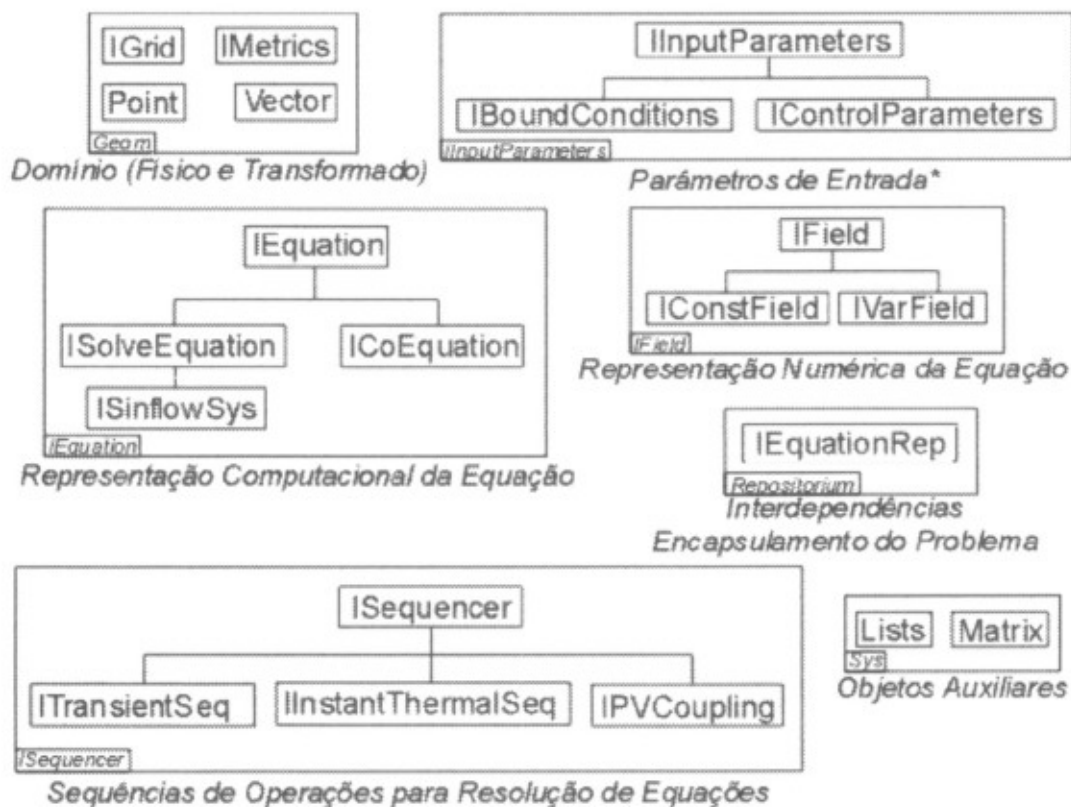 IGrid IMetrics
Point Vector
Geom
Domínio (Físico e Transformado)
IInputParameters
IBoundConditions IControlParameters
IInputParameters
Parâmetros de Entrada*
IEquation
ISolveEquation ICoEquation
ISinflowSys
IEquation
Representação Computacional da Equação
IField
IConstField IVarField
IField
Representação Numérica da Equação
IEquationRep
Repositorium
Interdependências
Encapsulamento do Problema
ISequencer
ITransientSeq IInstantThermalSeq IPVCoupling
ISequencer
Sequências de Operações para Resolução de Equações
Lists Matrix
Sys
Objetos Auxiliares